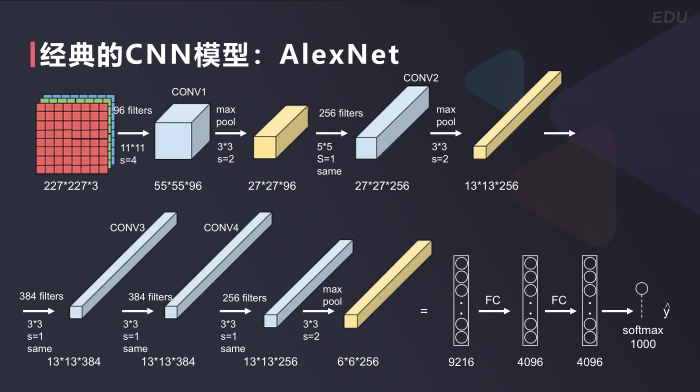 EDU
经典的CNN模型：AlexNet
96 filters
11*11
s=4
CONV1
max
pool
3*3
s=2
256 filters
5*5
S=1
same
CONV2
max
pool
3*3
s=2
227*227*3
55*55*96
27*27*96
27*27*256
13*13*256
384 filters
3*3
s=1
same
CONV3
384 filters
3*3
s=1
same
CONV4
256 filters
3*3
s=1
same
max
pool
3*3
s=2
=
FC
FC
ŷ
softmax
1000
13*13*384
13*13*384
13*13*256
6*6*256
9216
4096
4096